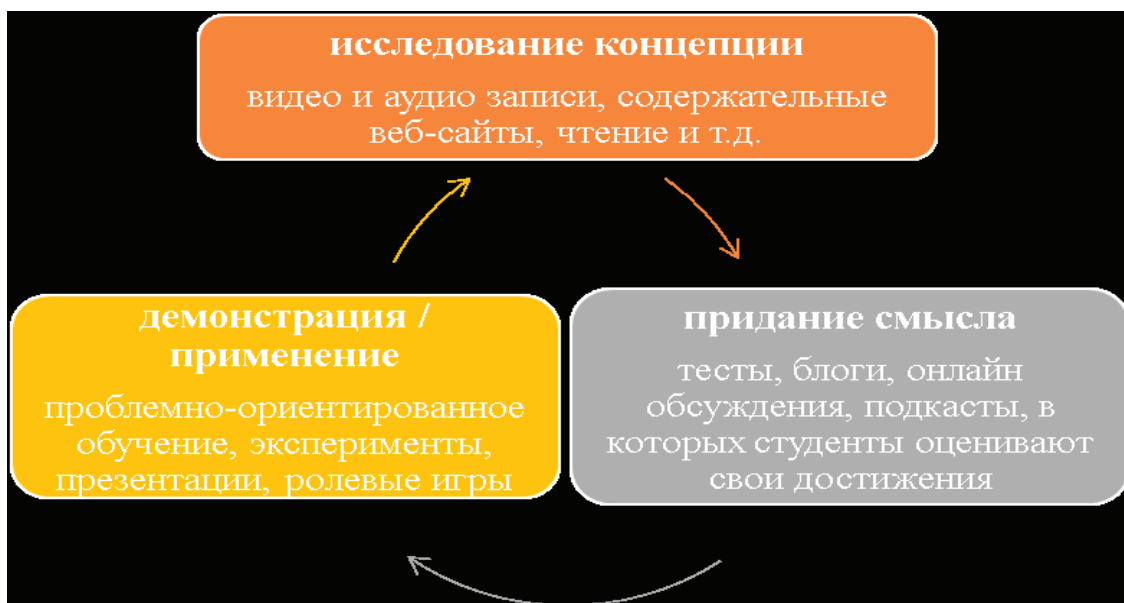 исследование концепции
видео и аудио записи, содержательные
веб-сайты, чтение и т.д.
демонстрация /
применение
проблемно-ориентированное
обучение, эксперименты,
презентации, ролевые игры
придание смысла
тесты, блоги, онлайн
обсуждения, подкасты, в
которых студенты оценивают
свои достижения